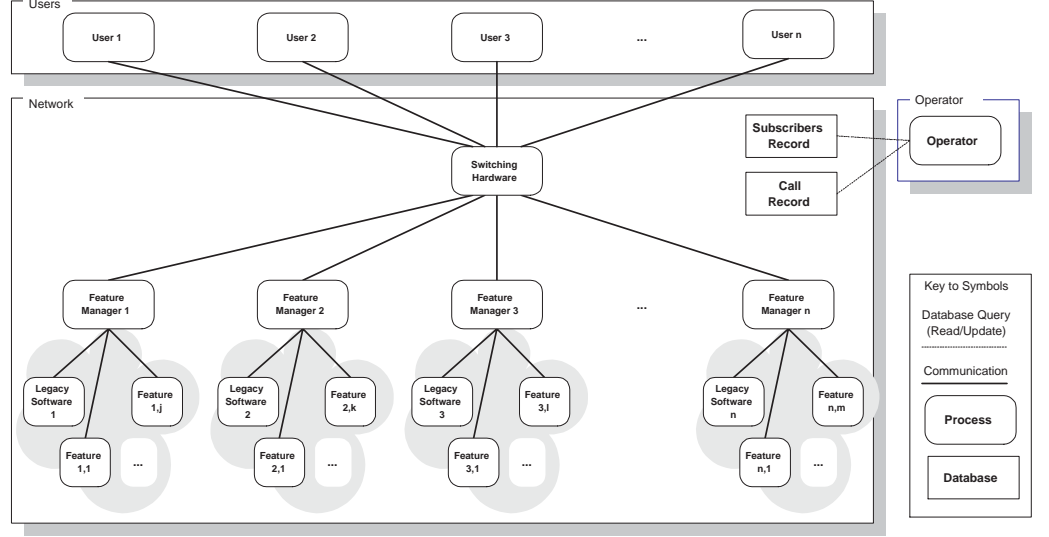 Users
User 1
User 2
User 3
...
User n
Network
Operator
Subscribers
Record
Operator
Switching
Hardware
Call
Record
Feature
Manager 1
Feature
Manager 2
Feature
Manager 3
...
Feature
Manager n
Key to Symbols
Database Query
(Read/Update)
Communication
Process
Database
Legacy
Software
1
Feature
1,j
Legacy
Software
2
Feature
2,k
Legacy
Software
3
Feature
3,l
Legacy
Software
n
Feature
n,m
Feature
1,1
...
Feature
2,1
...
Feature
3,1
...
Feature
n,1
...